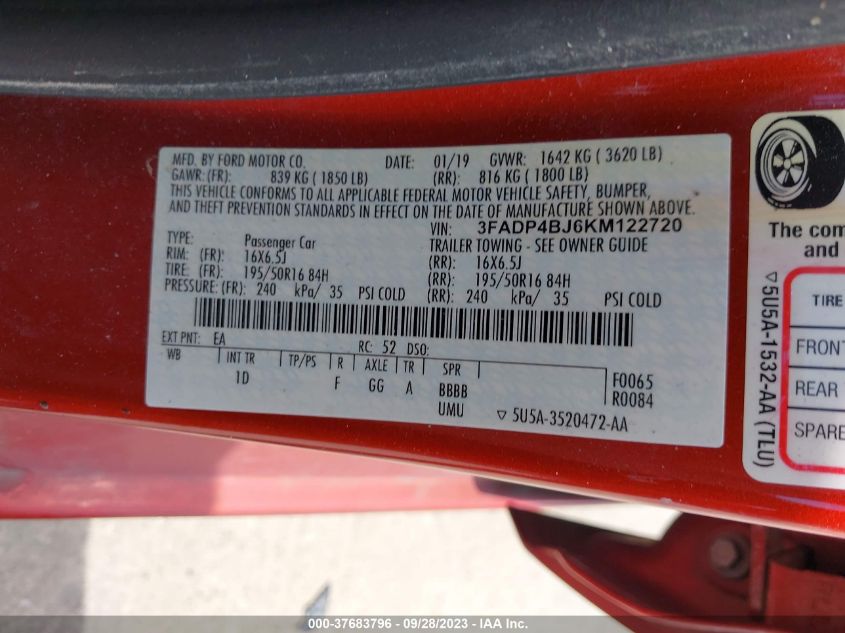 MFD. BY FORD MOTOR CO. DATE: 01/19 GVWR: 1642 KG ( 3620 LB)
GAWR: (FR): 839 KG ( 1850 LB) (RR): 816 KG ( 1800 LB)
THIS VEHICLE CONFORMS TO ALL APPLICABLE FEDERAL MOTOR VEHICLE SAFETY, BUMPER,
AND THEFT PREVENTION STANDARDS IN EFFECT ON THE DATE OF MANUFACTURE SHOWN ABOVE.
VIN: 3FADP4BJ6KM122720
TYPE: Passenger Car TRAILER TOWING - SEE OWNER GUIDE
RIM: (FR): 16X6.5J (RR): 16X6.5J
TIRE: (FR): 195/50R16 84H (RR): 195/50R16 84H
PRESSURE: (FR): 240 kPa/ 35 PSI COLD (RR): 240 kPa/ 35 PSI COLD
EXT PNT: EA RC: 52 DSO:
WB INT TR TP/PS R AXLE TR SPR
1D F GG A BBBB
UMU
F0065
R0084
▽ 5U5A-3520472-AA
The com
and
▽5U5A-1532-AA (TLU)
TIRE
FRONT
REAR
SPARE
000-37683796 - 09/28/2023 - IAA Inc.